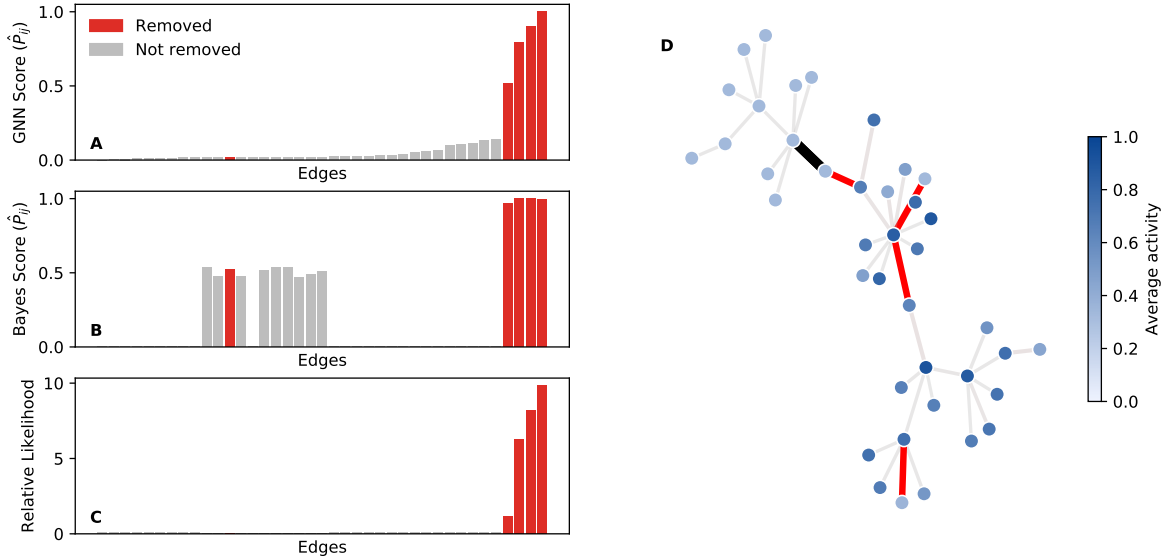 GNN Score (P̂ij)
1.0
0.5
0.0
Removed
Not removed
A
Edges
Bayes Score (P̂ij)
1.0
0.5
0.0
B
Edges
Relative Likelihood
10
5
0
C
Edges
D
1.0
0.8
0.6
0.4
0.2
0.0
Average activity